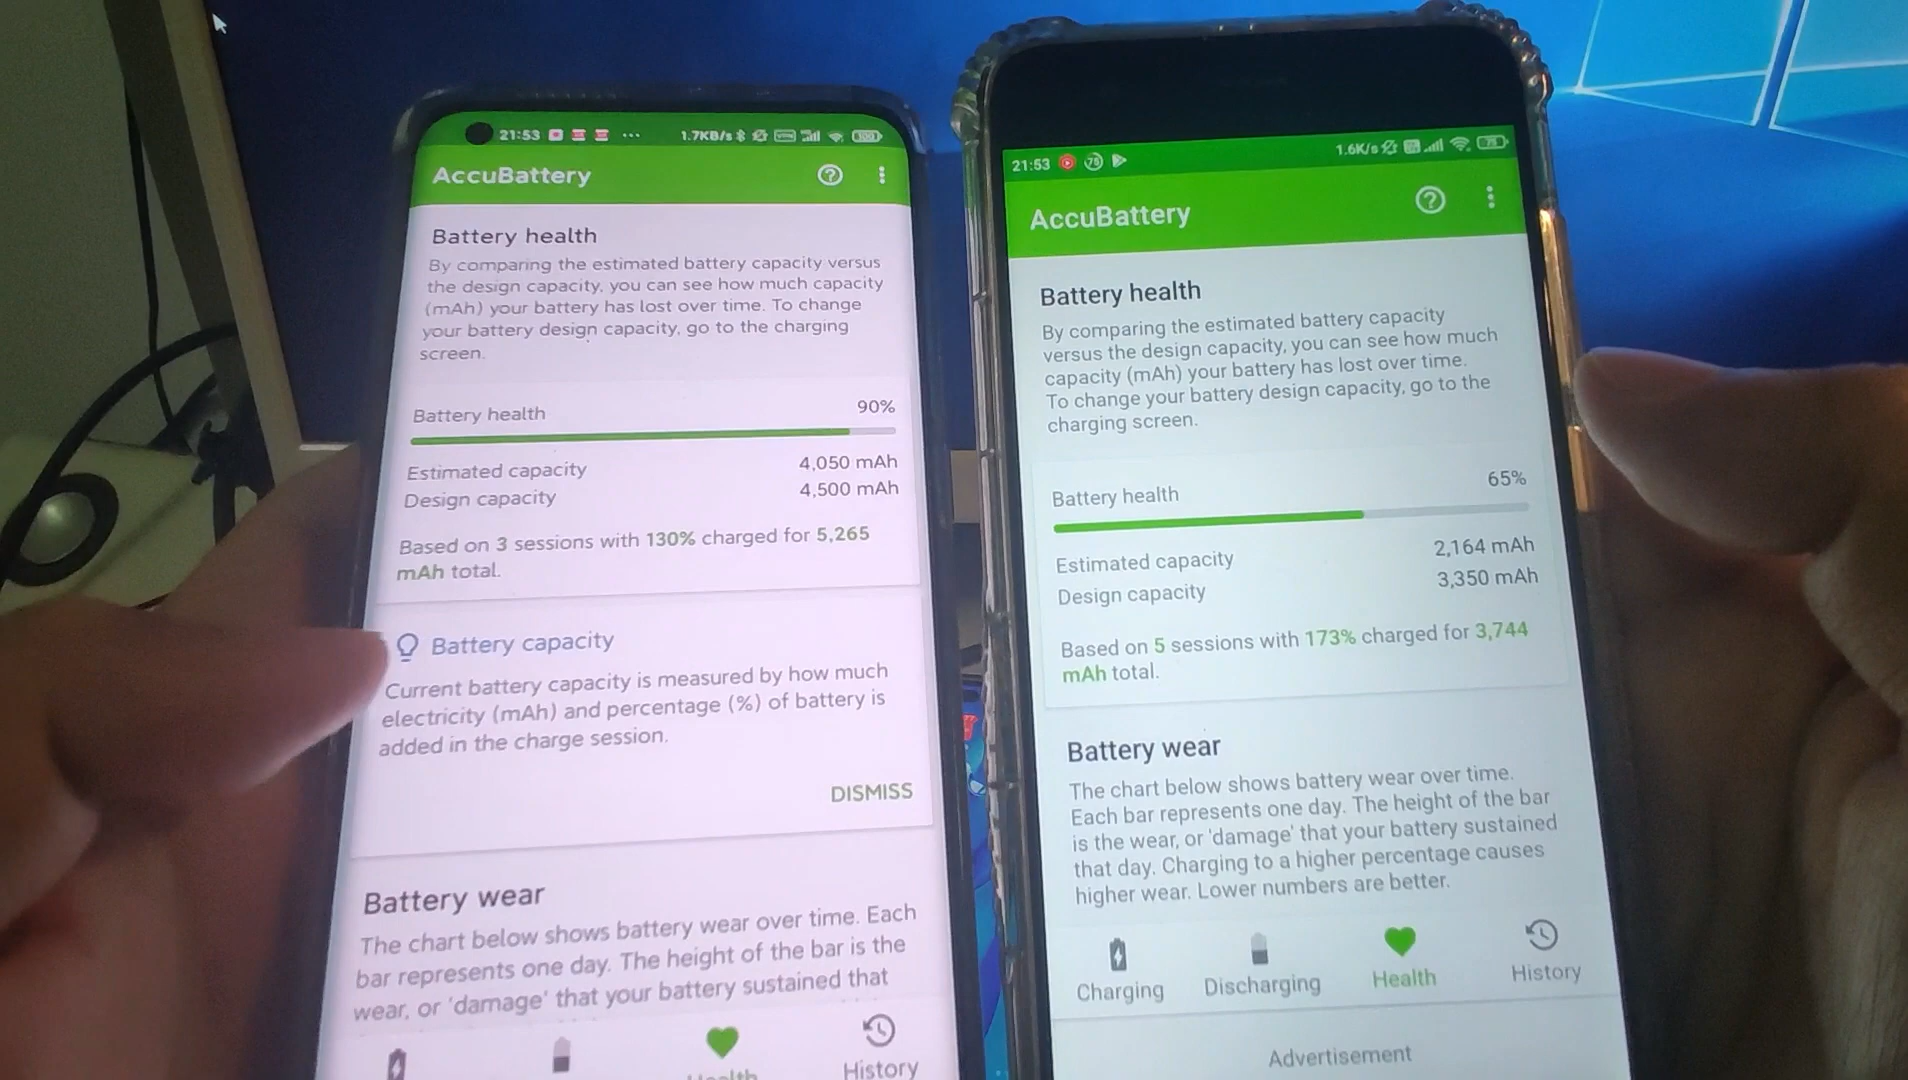 21:53
1.7KB/s
100
AccuBattery
Battery health
By comparing the estimated battery capacity versus
the design capacity, you can see how much capacity
(mAh) your battery has lost over time. To change
your battery design capacity, go to the charging
screen.
Battery health 90%
Estimated capacity 4,050 mAh
Design capacity 4,500 mAh
Based on 3 sessions with 130% charged for 5,265
mAh total.
Battery capacity
Current battery capacity is measured by how much
electricity (mAh) and percentage (%) of battery is
added in the charge session.
DISMISS
Battery wear
The chart below shows battery wear over time. Each
bar represents one day. The height of the bar is the
wear, or 'damage' that your battery sustained that
Health
History
21:53
75
1.6K/s
75
AccuBattery
Battery health
By comparing the estimated battery capacity
versus the design capacity, you can see how much
capacity (mAh) your battery has lost over time.
To change your battery design capacity, go to the
charging screen.
Battery health 65%
Estimated capacity 2,164 mAh
Design capacity 3,350 mAh
Based on 5 sessions with 173% charged for 3,744
mAh total.
Battery wear
The chart below shows battery wear over time.
Each bar represents one day. The height of the bar
is the wear, or 'damage' that your battery sustained
that day. Charging to a higher percentage causes
higher wear. Lower numbers are better.
Charging
Discharging
Health
History
Advertisement